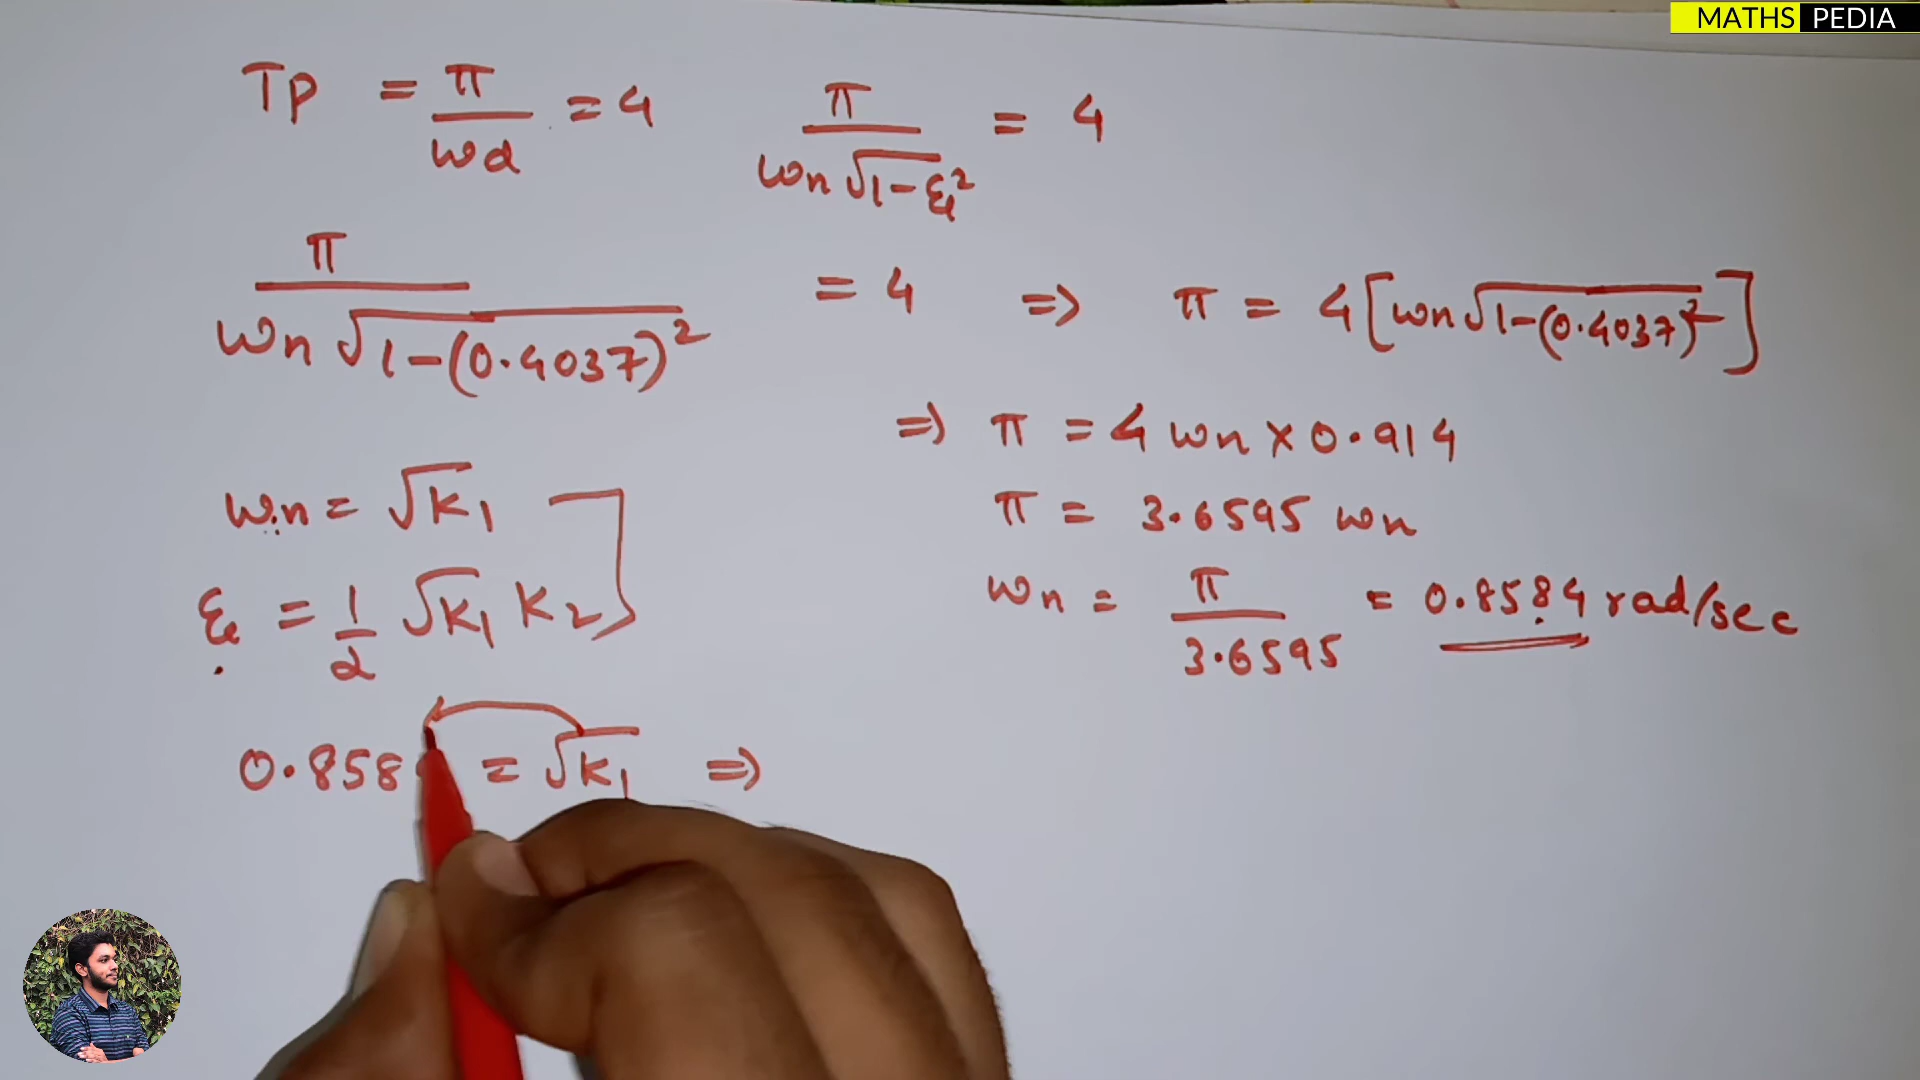 MATHS PEDIA
Tp = π/ωd = 4
π/(ωn√(1-ξ²)) = 4
π/(ωn√(1-(0.4037)²)) = 4 ⇒ π = 4[ωn√(1-(0.4037)²)]
⇒ π = 4 ωn × 0.914
ωn = √K₁
π = 3.6595 ωn
ξ = 1/2 √K₁ K₂
ωn = π/3.6595 = 0.8584 rad/sec
0.858 = √K₁ ⇒